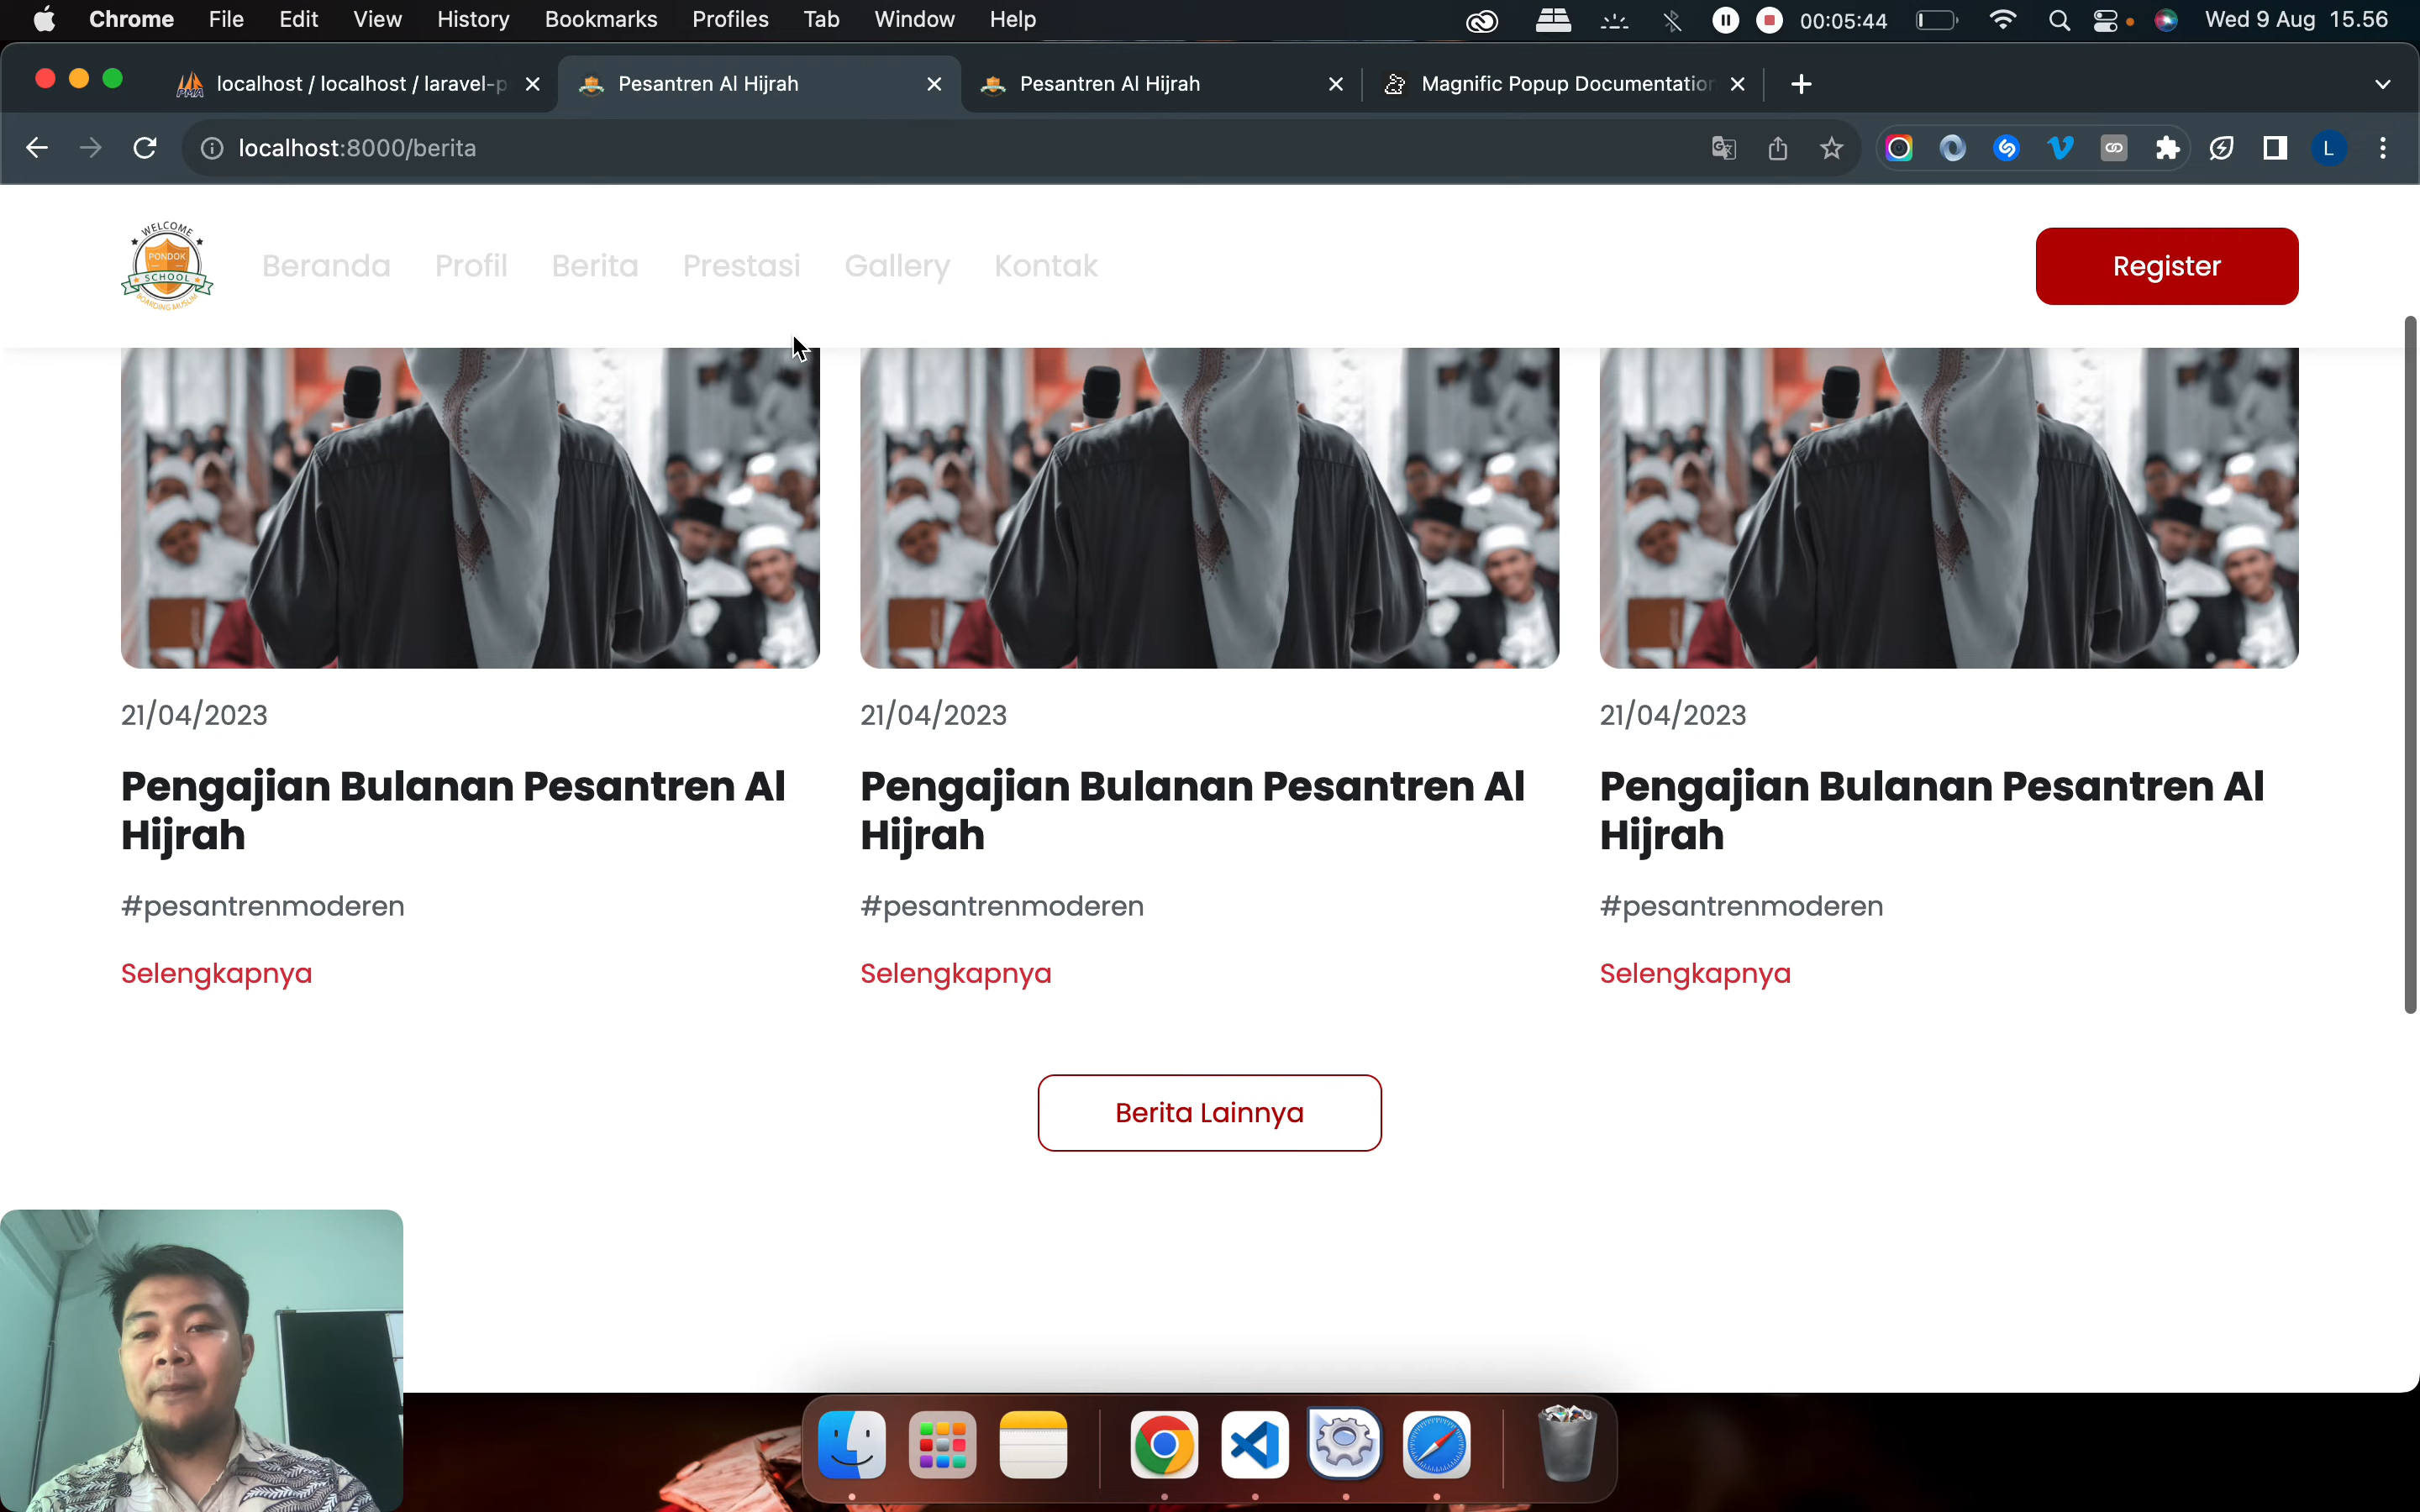 Chrome File Edit View History Bookmarks Profiles Tab Window Help 00:05:44 Wed 9 Aug 15.56
localhost / localhost / laravel-p Pesantren Al Hijrah Pesantren Al Hijrah Magnific Popup Documentation
localhost:8000/berita L
WELCOME
PONDOK
SCHOOL
BOARDING MUSLIM
Beranda Profil Berita Prestasi Gallery Kontak Register
21/04/2023 21/04/2023 21/04/2023
Pengajian Bulanan Pesantren Al Pengajian Bulanan Pesantren Al Pengajian Bulanan Pesantren Al
Hijrah Hijrah Hijrah
#pesantrenmoderen #pesantrenmoderen #pesantrenmoderen
Selengkapnya Selengkapnya Selengkapnya
Berita Lainnya